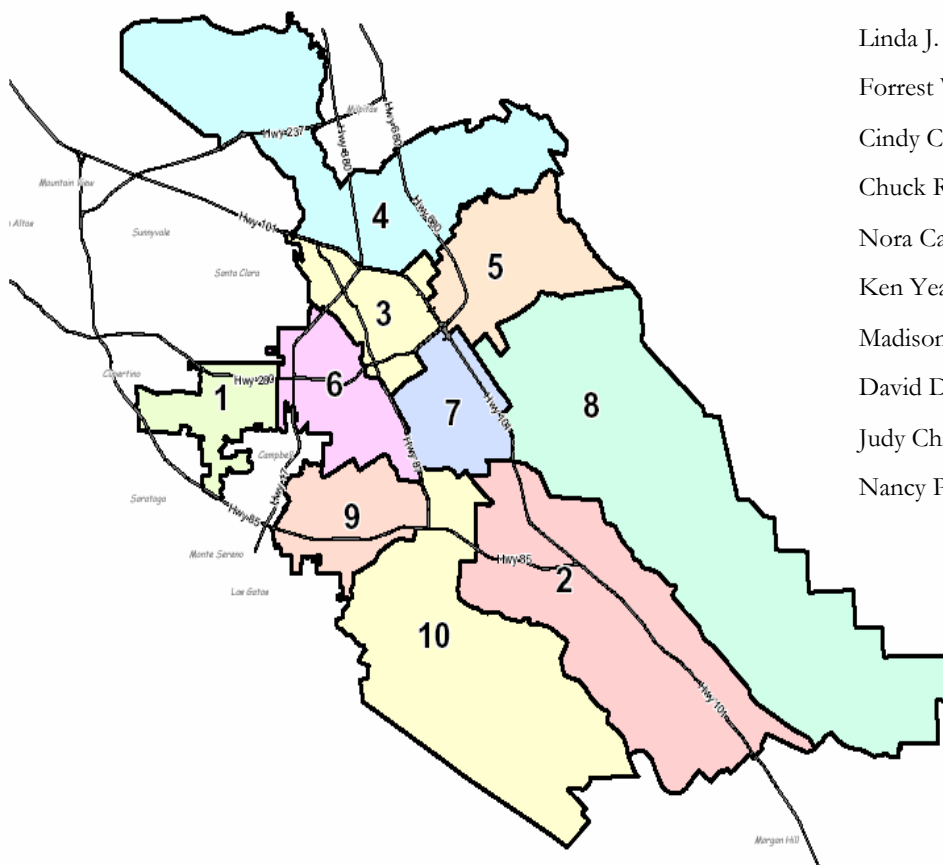 Linda J.
Forrest
Cindy C
Chuck R
Nora Ca
Ken Yea
Madison
David D
Judy Ch
Nancy P
Milpitas
Hwy 237
Hwy 880
Hwy 680
Mountain View
Altos
Sunnyvale
Hwy 101
Santa Clara
4
Hwy 680
5
3
Cupertino
Hwy 280
1
6
7
8
Hwy 101
Campbell
Hwy 87
Hwy 17
Saratoga
Hwy 85
9
Monte Sereno
Hwy 85
2
Los Gatos
10
Hwy 101
Morgan Hill